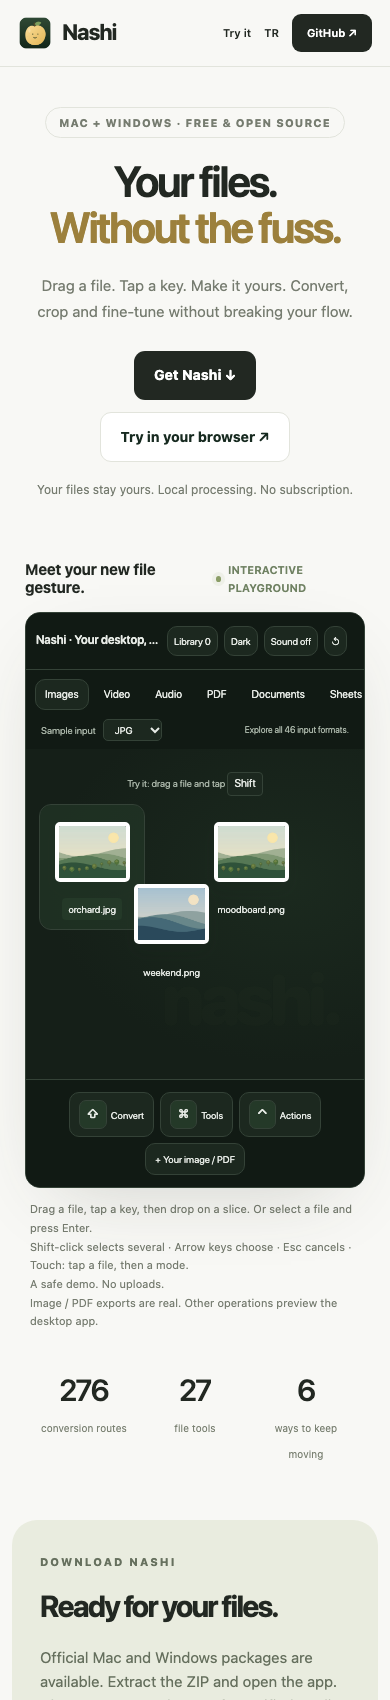 Nashi
Try it TR GitHub ↗
MAC + WINDOWS · FREE & OPEN SOURCE
Your files.
Without the fuss.
Drag a file. Tap a key. Make it yours. Convert,
crop and fine-tune without breaking your flow.
Get Nashi ↓
Try in your browser ↗
Your files stay yours. Local processing. No subscription.
Meet your new file
gesture.
INTERACTIVE
PLAYGROUND
Nashi · Your desktop, ... Library 0 Dark Sound off
Images Video Audio PDF Documents Sheets
Sample input JPG Explore all 46 input formats.
Try it: drag a file and tap Shift
orchard.jpg
moodboard.png
weekend.png
nashi.
Convert ⌘ Tools Actions
+ Your image / PDF
Drag a file, tap a key, then drop on a slice. Or select a file and
press Enter.
Shift-click selects several · Arrow keys choose · Esc cancels ·
Touch: tap a file, then a mode.
A safe demo. No uploads.
Image / PDF exports are real. Other operations preview the
desktop app.
276 27 6
conversion routes file tools ways to keep
moving
DOWNLOAD NASHI
Ready for your files.
Official Mac and Windows packages are
available. Extract the ZIP and open the app.